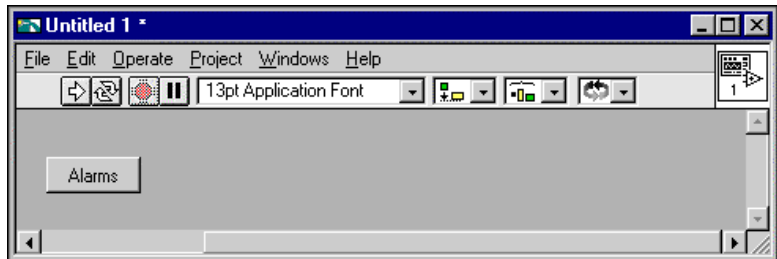 Untitled 1 *
File Edit Operate Project Windows Help
13pt Application Font
1
Alarms